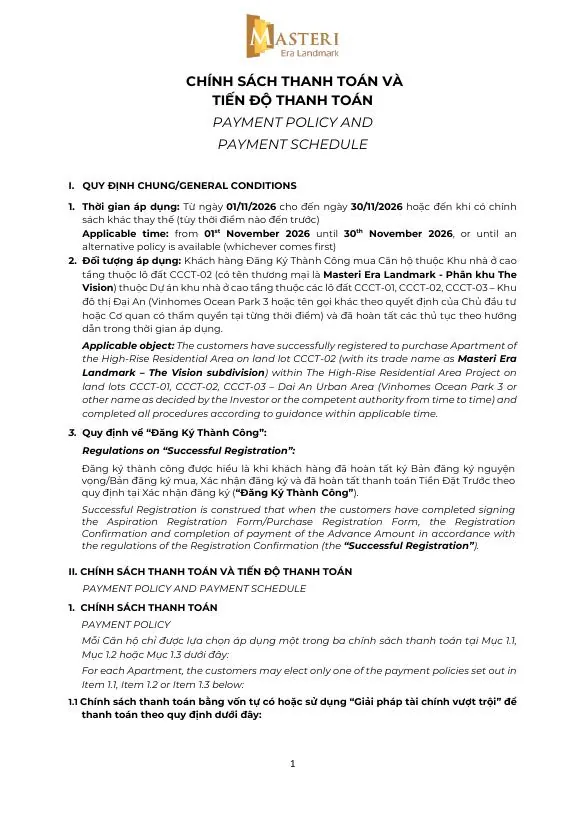 MASTERI
Era Landmark
CHÍNH SÁCH THANH TOÁN VÀ
TIẾN ĐỘ THANH TOÁN
PAYMENT POLICY AND
PAYMENT SCHEDULE
I. QUY ĐỊNH CHUNG/GENERAL CONDITIONS
1. Thời gian áp dụng: Từ ngày 01/11/2026 cho đến ngày 30/11/2026 hoặc đến khi có chính
sách khác thay thế (tùy thời điểm nào đến trước)
Applicable time: from 01st November 2026 until 30th November 2026, or until an
alternative policy is available (whichever comes first)
2. Đối tượng áp dụng: Khách hàng Đăng Ký Thành Công mua Căn hộ thuộc Khu nhà ở cao
tầng thuộc lô đất CCCT-02 (có tên thương mại là Masteri Era Landmark - Phân khu The
Vision) thuộc Dự án khu nhà ở cao tầng thuộc các lô đất CCCT-01, CCCT-02, CCCT-03 – Khu
đô thị Đại An (Vinhomes Ocean Park 3 hoặc tên gọi khác theo quyết định của Chủ đầu tư
hoặc Cơ quan có thẩm quyền tại từng thời điểm) và đã hoàn tất các thủ tục theo hướng
dẫn trong thời gian áp dụng.
Applicable object: The customers have successfully registered to purchase Apartment of
the High-Rise Residential Area on land lot CCCT-02 (with its trade name as Masteri Era
Landmark – The Vision subdivision) within The High-Rise Residential Area Project on
land lots CCCT-01, CCCT-02, CCCT-03 – Dai An Urban Area (Vinhomes Ocean Park 3 or
other name as decided by the Investor or the competent authority from time to time) and
completed all procedures according to guidance within applicable time.
3. Quy định về “Đăng Ký Thành Công”:
Regulations on “Successful Registration”:
Đăng ký thành công được hiểu là khi khách hàng đã hoàn tất ký Bản đăng ký nguyện
vọng/Bản đăng ký mua, Xác nhận đăng ký và đã hoàn tất thanh toán Tiền Đặt Trước theo
quy định tại Xác nhận đăng ký (“Đăng Ký Thành Công”).
Successful Registration is construed that when the customers have completed signing
the Aspiration Registration Form/Purchase Registration Form, the Registration
Confirmation and completion of payment of the Advance Amount in accordance with
the regulations of the Registration Confirmation (the “Successful Registration”).
II. CHÍNH SÁCH THANH TOÁN VÀ TIẾN ĐỘ THANH TOÁN
PAYMENT POLICY AND PAYMENT SCHEDULE
1. CHÍNH SÁCH THANH TOÁN
PAYMENT POLICY
Mỗi Căn hộ chỉ được lựa chọn áp dụng một trong ba chính sách thanh toán tại Mục 1.1,
Mục 1.2 hoặc Mục 1.3 dưới đây:
For each Apartment, the customers may elect only one of the payment policies set out in
Item 1.1, Item 1.2 or Item 1.3 below:
1.1 Chính sách thanh toán bằng vốn tự có hoặc sử dụng “Giải pháp tài chính vượt trội” để
thanh toán theo quy định dưới đây:
1